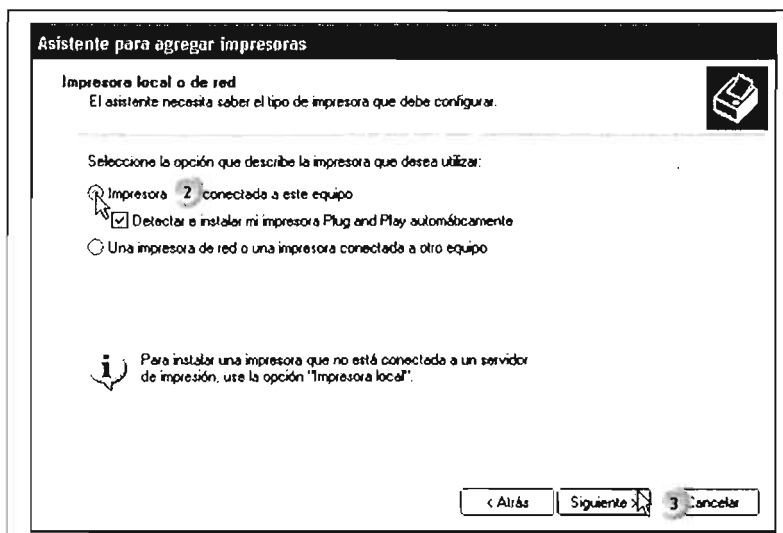 Asistente para agregar impresoras
Impresora local o de red
El asistente necesita saber el tipo de impresora que debe configurar.
Seleccione la opción que describe la impresora que desea utilizar:
Impresora 2 conectada a este equipo
Detectar e instalar mi impresora Plug and Play automáticamente
Una impresora de red o una impresora conectada a otro equipo
Para instalar una impresora que no está conectada a un servidor
de impresión, use la opción "Impresora local".
< Atrás Siguiente > 3 Cancelar